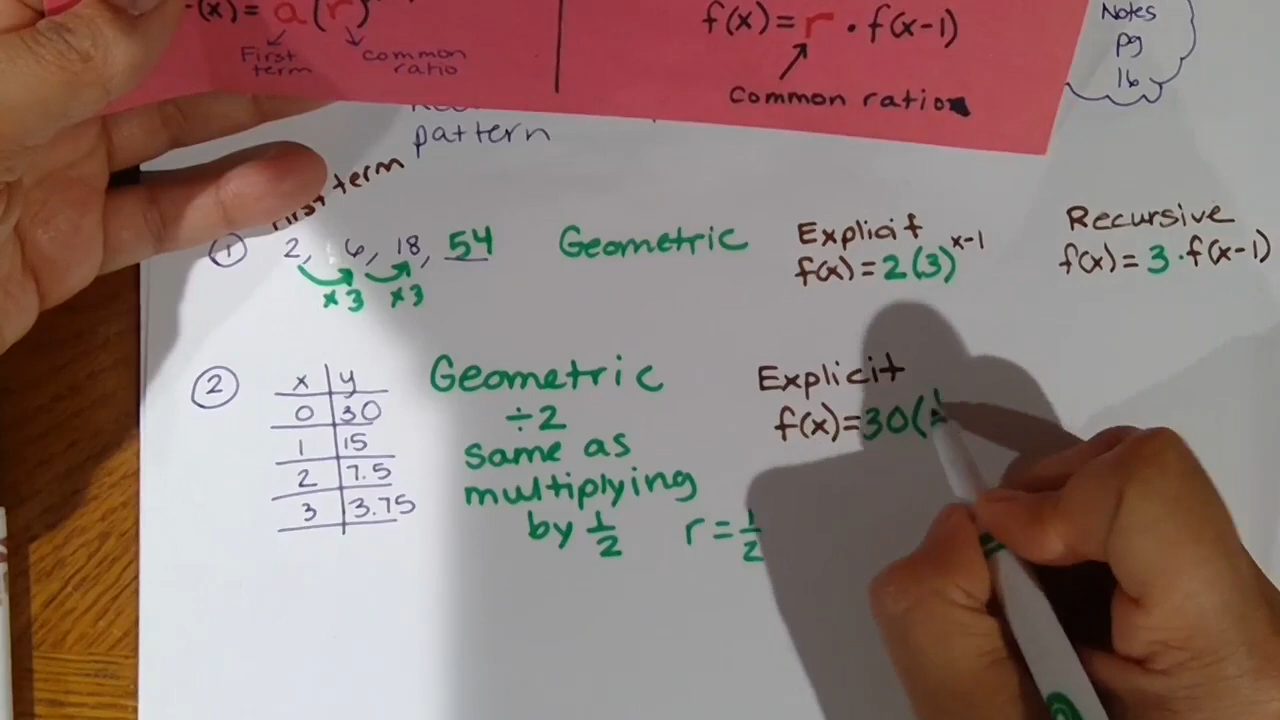 (x) = a(r)
First term
common ratio
f(x) = r · f(x-1)
common ratio
Notes
pg
16
pattern
First term
① 2, 6, 18, 54
×3 ×3
Geometric
Explicit
f(x) = 2(3)^{x-1}
Recursive
f(x) = 3 · f(x-1)
②
x y
0 30
1 15
2 7.5
3 3.75
Geometric
÷2
same as
multiplying
by 1/2 r = 1/2
Explicit
f(x) = 30(